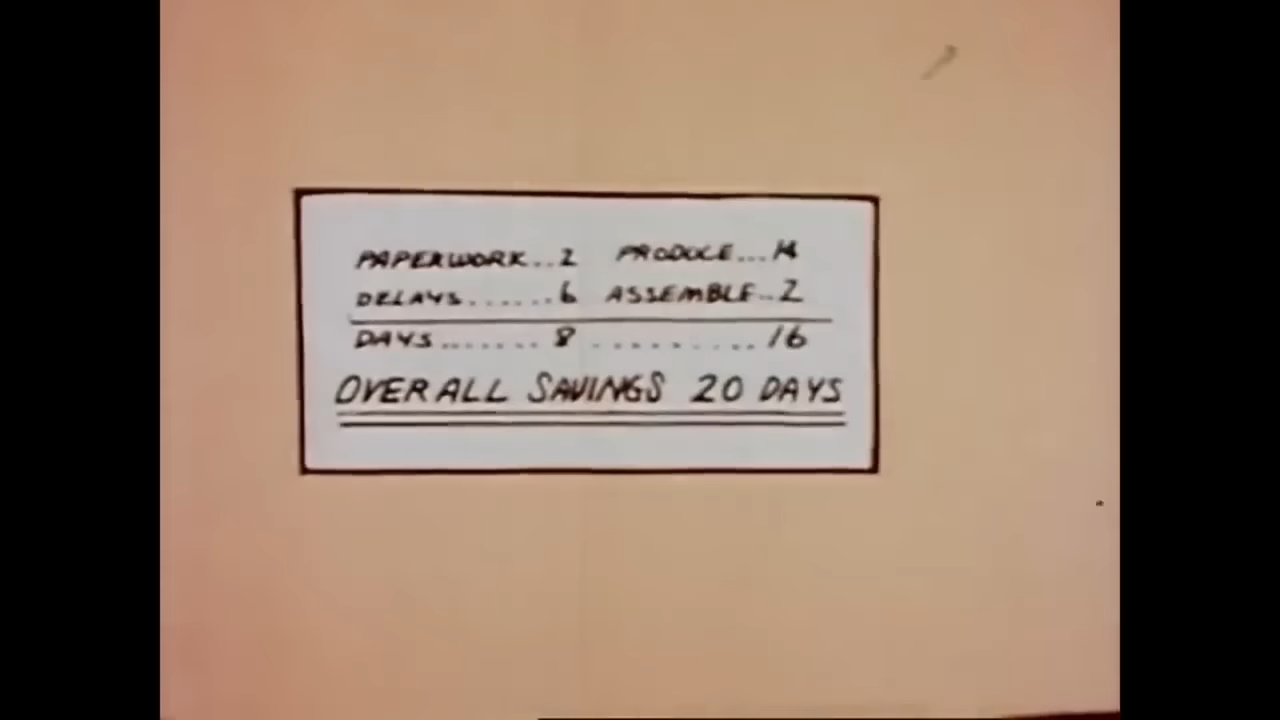 PAPERWORK..2 PRODUCE...14
DELAYS......6 ASSEMBLE..2
DAYS.......8..........16
OVERALL SAVINGS 20 DAYS